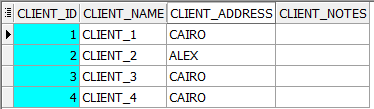 CLIENT_ID CLIENT_NAME CLIENT_ADDRESS CLIENT_NOTES
1 CLIENT_1 CAIRO
2 CLIENT_2 ALEX
3 CLIENT_3 CAIRO
4 CLIENT_4 CAIRO